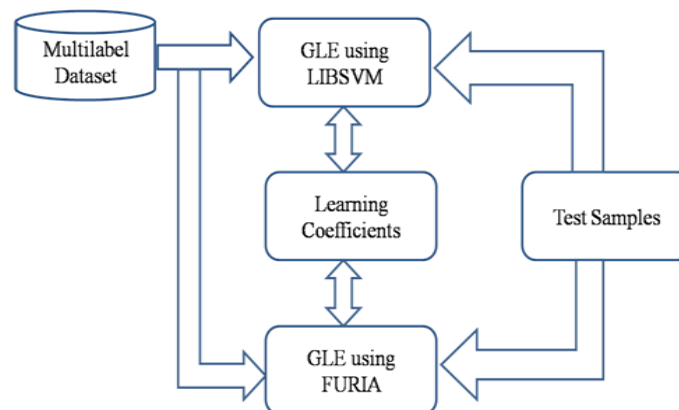 Multilabel
Dataset
GLE using
LIBSVM
Learning
Coefficients
Test Samples
GLE using
FURIA